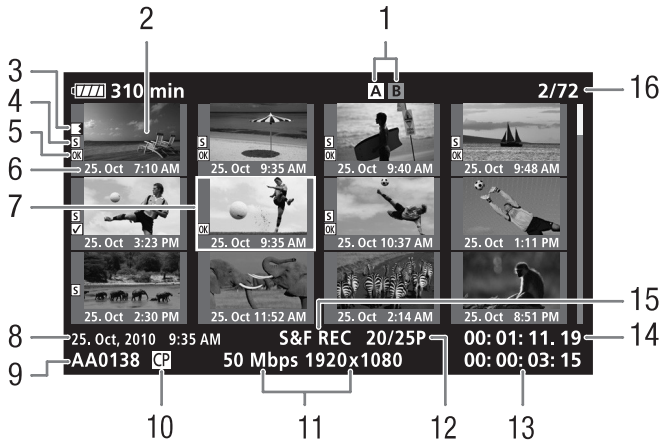 1
2
3
4
5
6
7
8
9
10
11
12
13
14
15
16
310 min A B 2/72
S
OK
25. Oct 7:10 AM
S
OK
25. Oct 9:35 AM
S
OK
25. Oct 9:40 AM
S
OK
25. Oct 9:48 AM
S
25. Oct 3:23 PM
OK
25. Oct 9:35 AM
S
OK
25. Oct 10:37 AM
25. Oct 1:11 PM
S
25. Oct 2:30 PM
25. Oct 11:52 AM
25. Oct 2:14 AM
25. Oct 8:51 PM
25. Oct, 2010 9:35 AM S&F REC 20/25P 00: 01: 11. 19
AA0138 CP 50 Mbps 1920x1080 00: 00: 03: 15